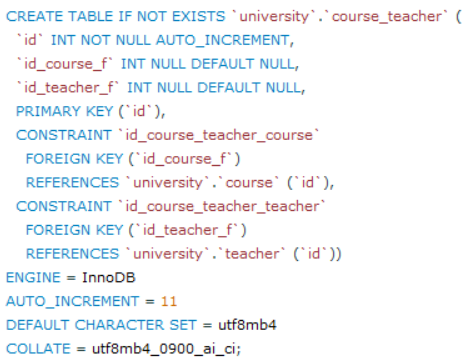 CREATE TABLE IF NOT EXISTS `university`.`course_teacher` (
`id` INT NOT NULL AUTO_INCREMENT,
`id_course_f` INT NULL DEFAULT NULL,
`id_teacher_f` INT NULL DEFAULT NULL,
PRIMARY KEY (`id`),
CONSTRAINT `id_course_teacher_course`
FOREIGN KEY (`id_course_f`)
REFERENCES `university`.`course` (`id`),
CONSTRAINT `id_course_teacher_teacher`
FOREIGN KEY (`id_teacher_f`)
REFERENCES `university`.`teacher` (`id`))
ENGINE = InnoDB
AUTO_INCREMENT = 11
DEFAULT CHARACTER SET = utf8mb4
COLLATE = utf8mb4_0900_ai_ci;